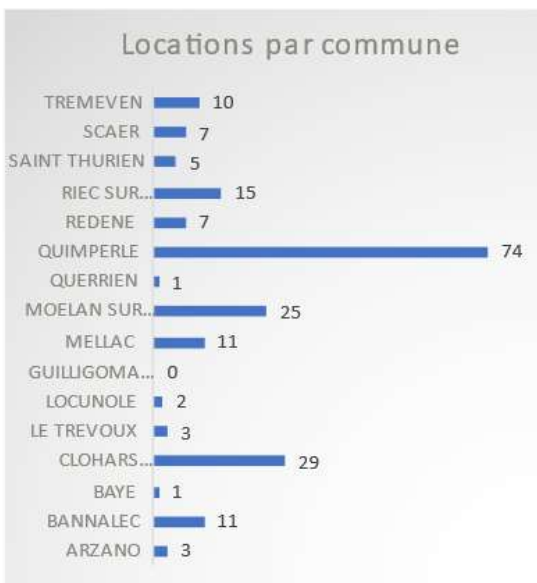 Locations par commune
TREMEVEN 10
SCAER 7
SAINT THURIEN 5
RIEC SUR... 15
REDENE 7
QUIMPERLE 74
QUERRIEN 1
MOELAN SUR... 25
MELLAC 11
GUILLIGOMA... 0
LOCUNOLE 2
LE TREVOUX 3
CLOHARS... 29
BAYE 1
BANNALEC 11
ARZANO 3